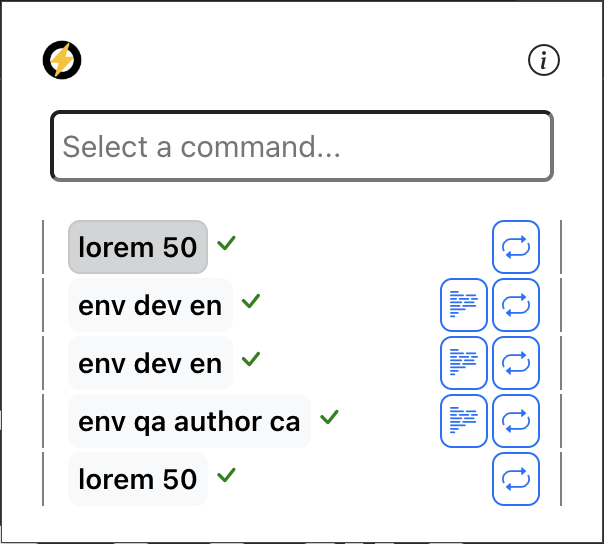 i
Select a command...
lorem 50
env dev en
env dev en
env qa author ca
lorem 50